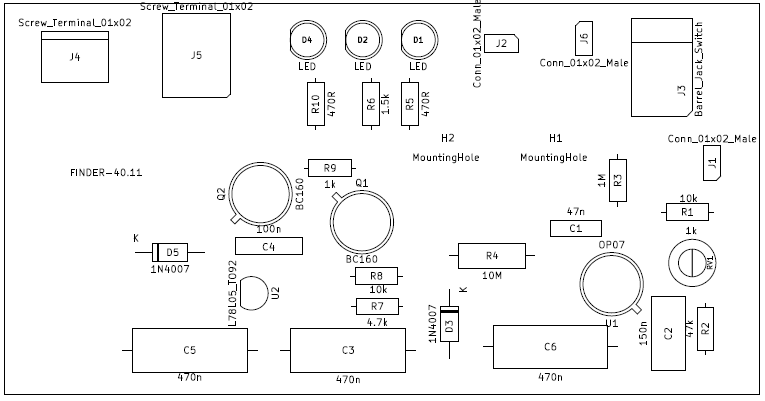 Screw_Terminal_01x02
J4
Screw_Terminal_01x02
J5
D4
LED
D2
LED
D1
LED
Conn_01x02_Male
J2
J6
Conn_01x02_Male
J3
Barrel_Jack_Switch
R10
470R
R6
1.5k
R5
470R
H2
MountingHole
H1
MountingHole
Conn_01x02_Male
J1
FINDER-40.11
Q2
BC160
R9
1k
Q1
BC160
1M
R3
10k
R1
47n
C1
100n
C4
K
D5
1N4007
R4
10M
OP07
U1
1k
RV1
L78L05_TO92
U2
R8
10k
R7
4.7k
K
1N4007
D3
150n
C2
47k
R2
C5
470n
C3
470n
C6
470n